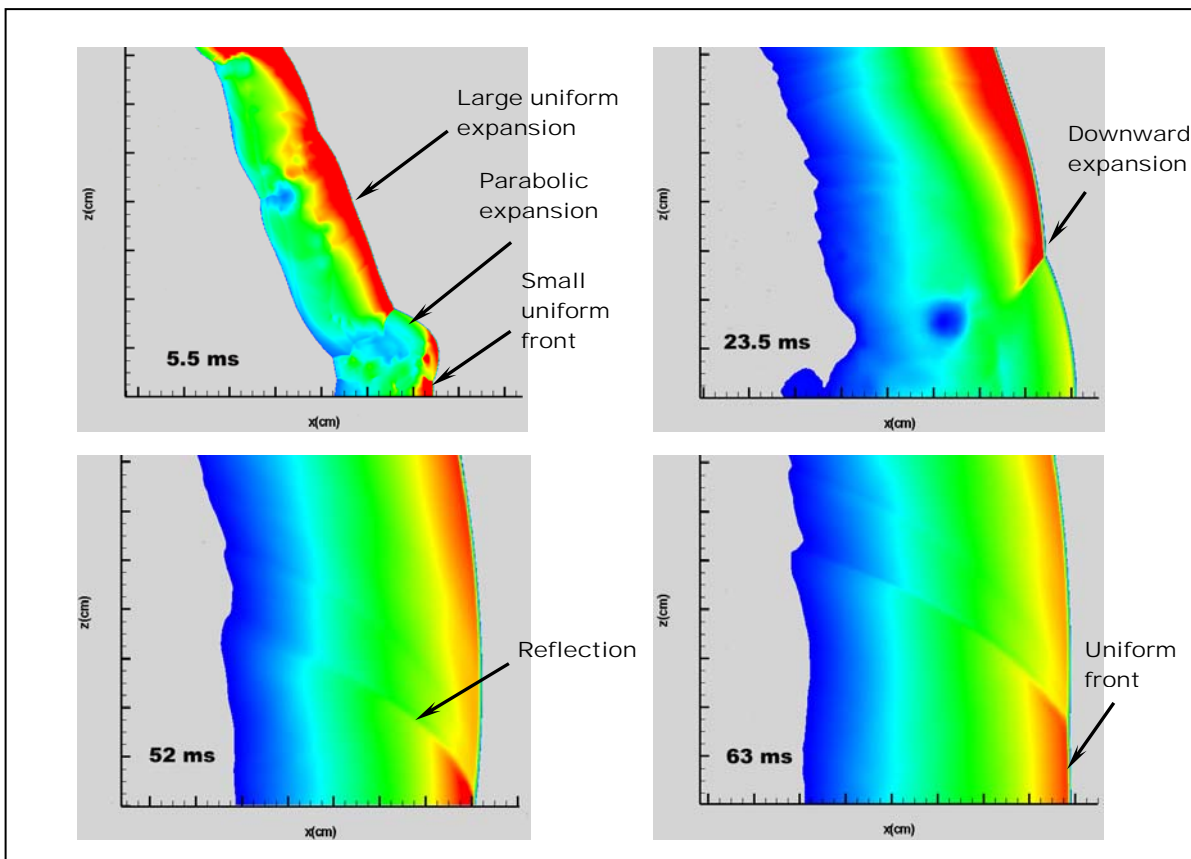 Large uniform
expansion
Parabolic
expansion
Small
uniform
front
5.5 ms
z(cm)
x(cm)
Downward
expansion
23.5 ms
z(cm)
x(cm)
Reflection
52 ms
z(cm)
x(cm)
Uniform
front
63 ms
z(cm)
x(cm)